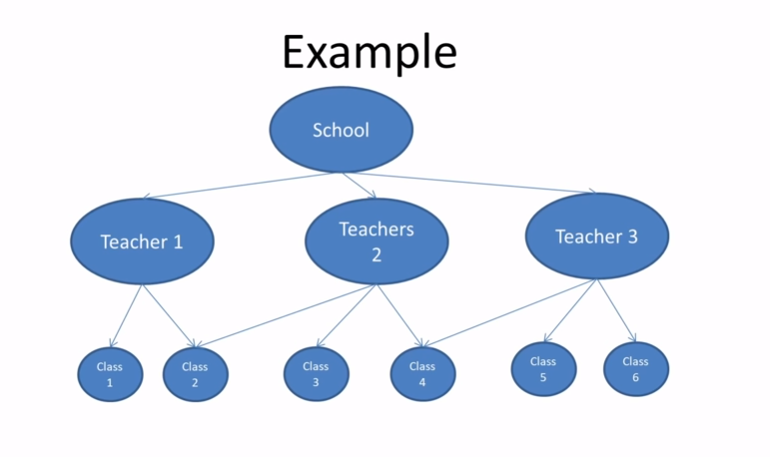 Example
School
Teacher 1
Teachers
2
Teacher 3
Class
1
Class
2
Class
3
Class
4
Class
5
Class
6